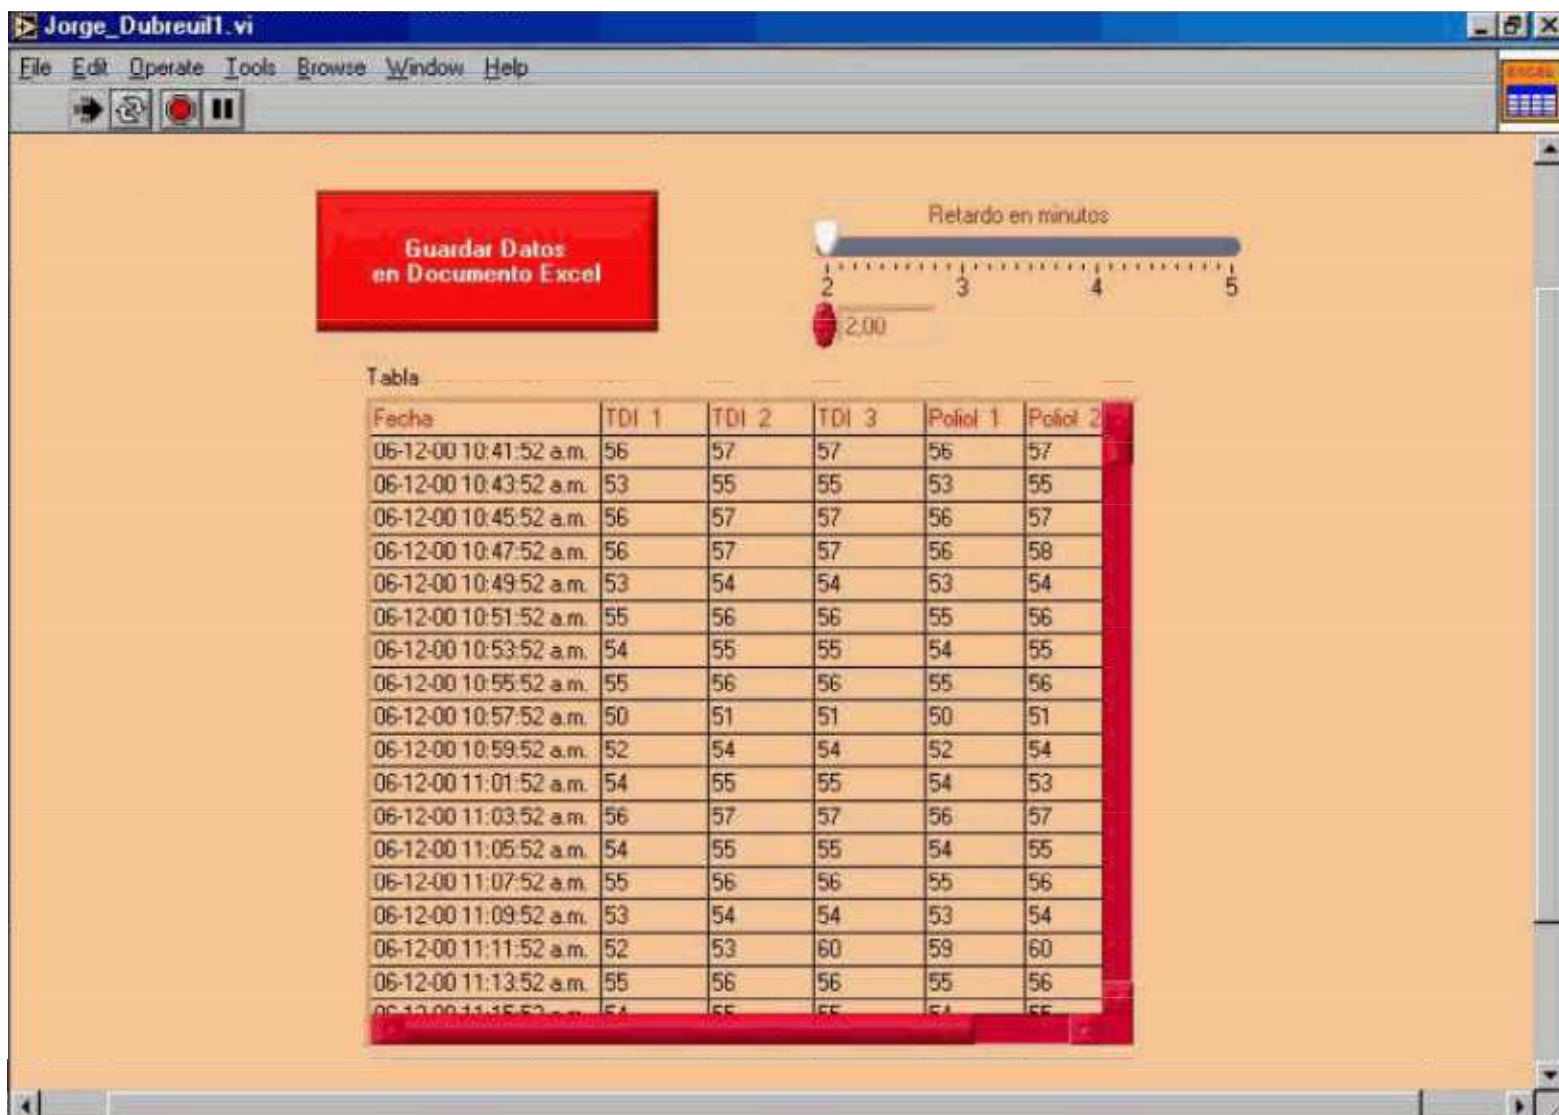 Jorge_Dubreuil1.vi
File Edit Operate Tools Browse Window Help
EXCEL
Guardar Datos
en Documento Excel
Retardo en minutos
2 3 4 5
2,00
Tabla
Fecha TDI 1 TDI 2 TDI 3 Poliol 1 Poliol 2
06-12-00 10:41:52 a.m. 56 57 57 56 57
06-12-00 10:43:52 a.m. 53 55 55 53 55
06-12-00 10:45:52 a.m. 56 57 57 56 57
06-12-00 10:47:52 a.m. 56 57 57 56 58
06-12-00 10:49:52 a.m. 53 54 54 53 54
06-12-00 10:51:52 a.m. 55 56 56 55 56
06-12-00 10:53:52 a.m. 54 55 55 54 55
06-12-00 10:55:52 a.m. 55 56 56 55 56
06-12-00 10:57:52 a.m. 50 51 51 50 51
06-12-00 10:59:52 a.m. 52 54 54 52 54
06-12-00 11:01:52 a.m. 54 55 55 54 53
06-12-00 11:03:52 a.m. 56 57 57 56 57
06-12-00 11:05:52 a.m. 54 55 55 54 55
06-12-00 11:07:52 a.m. 55 56 56 55 56
06-12-00 11:09:52 a.m. 53 54 54 53 54
06-12-00 11:11:52 a.m. 52 53 60 59 60
06-12-00 11:13:52 a.m. 55 56 56 55 56